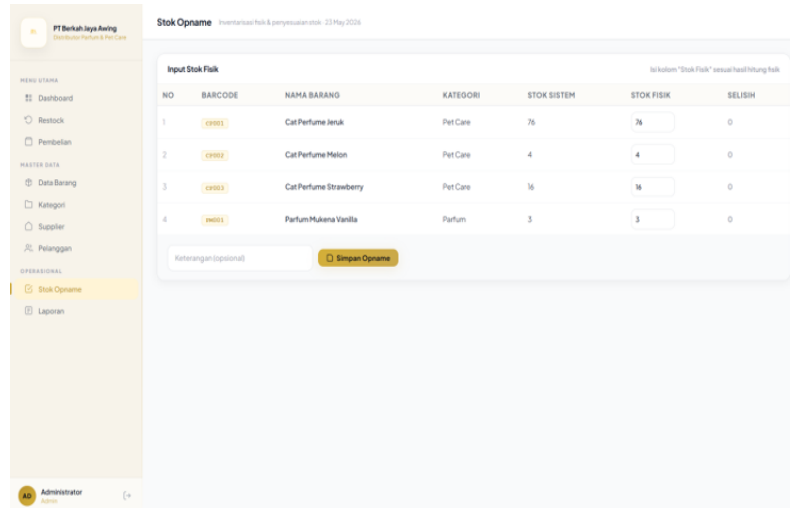 PT Berkah Jaya Awing
Distributor Parfum & Pet Care
MENU UTAMA
Dashboard
Restock
Pembelian
MASTER DATA
Data Barang
Kategori
Supplier
Pelanggan
OPERASIONAL
Stok Opname
Laporan
AD
Administrator
Admin
Stok Opname Inventarisasi fisik & penyesuaian stok · 23 May 2026
Input Stok Fisik Isi kolom "Stok Fisik" sesuai hasil hitung fisik
NO BARCODE NAMA BARANG KATEGORI STOK SISTEM STOK FISIK SELISIH
1 CP001 Cat Perfume Jeruk Pet Care 76 76 0
2 CP002 Cat Perfume Melon Pet Care 4 4 0
3 CP003 Cat Perfume Strawberry Pet Care 16 16 0
4 PM001 Parfum Mukena Vanilla Parfum 3 3 0
Keterangan (opsional) Simpan Opname